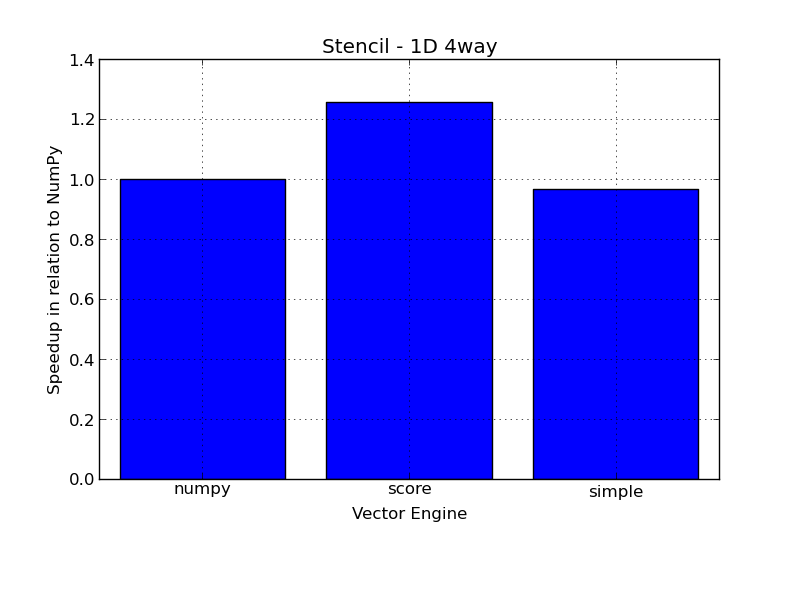 Stencil - 1D 4way
1.4
1.2
1.0
0.8
0.6
0.4
0.2
0.0
Speedup in relation to NumPy
numpy score simple
Vector Engine